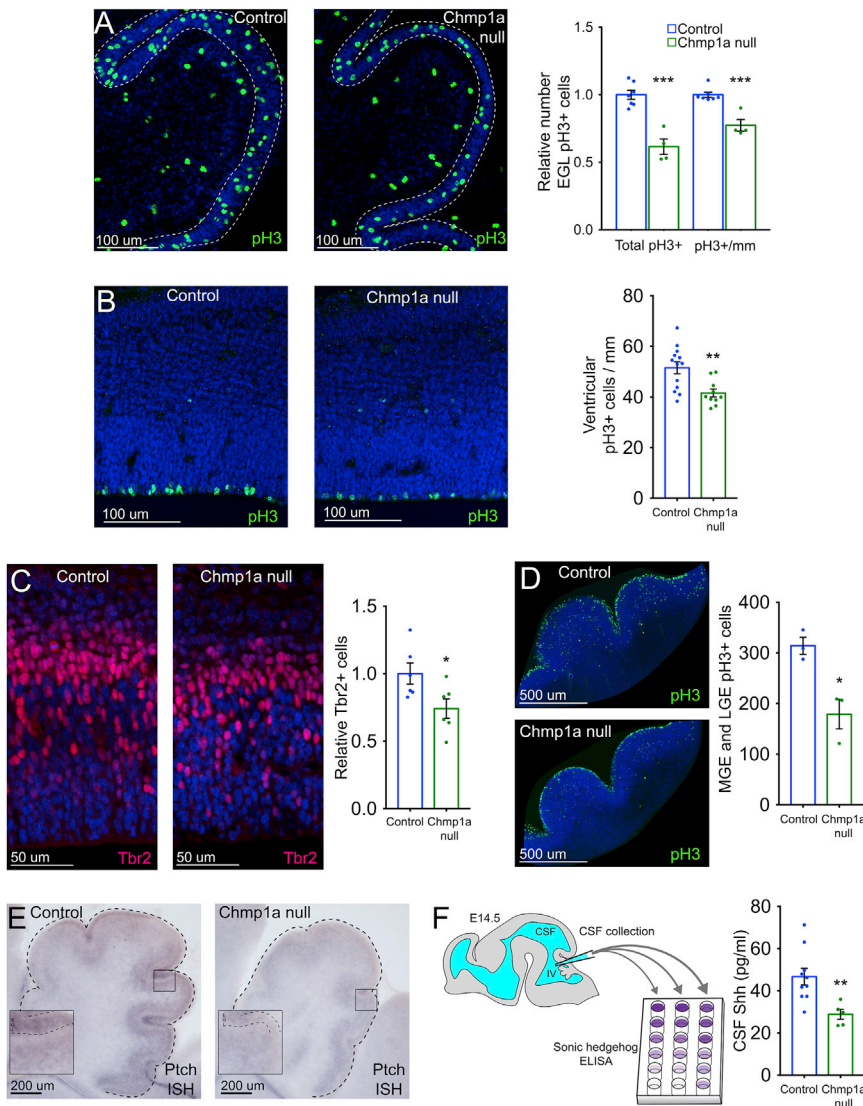 A
Control
Chmp1a
null
100 um
pH3
100 um
pH3
Relative number
EGL pH3+ cells
Control
Chmp1a null
1.5
1.0
0.5
0.0
***
***
Total pH3+
pH3+/mm
B
Control
Chmp1a null
100 um
pH3
100 um
pH3
Ventricular
pH3+ cells / mm
80
60
40
20
0
**
Control
Chmp1a
null
C
Control
Chmp1a null
50 um
Tbr2
50 um
Tbr2
Relative Tbr2+ cells
1.5
1.0
0.5
0.0
*
Control
Chmp1a
null
D
Control
500 um
pH3
Chmp1a null
500 um
pH3
MGE and LGE pH3+ cells
400
300
200
100
0
*
Control
Chmp1a
null
E
Control
Chmp1a null
200 um
Ptch
ISH
200 um
Ptch
ISH
F
E14.5
CSF
CSF collection
IV
Sonic hedgehog
ELISA
CSF Shh (pg/ml)
80
60
40
20
0
**
Control
Chmp1a
null